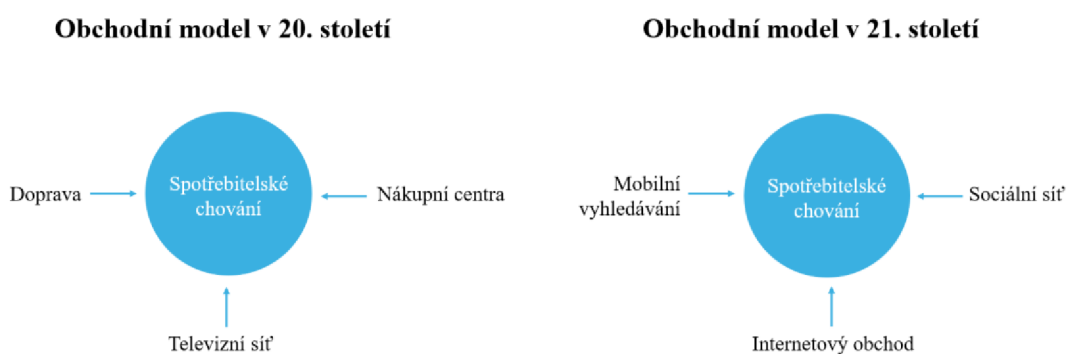 Obchodní model v 20. století
Doprava
Spotřebitelské
chování
Nákupní centra
Televizní síť
Obchodní model v 21. století
Mobilní
vyhledávání
Spotřebitelské
chování
Sociální síť
Internetový obchod